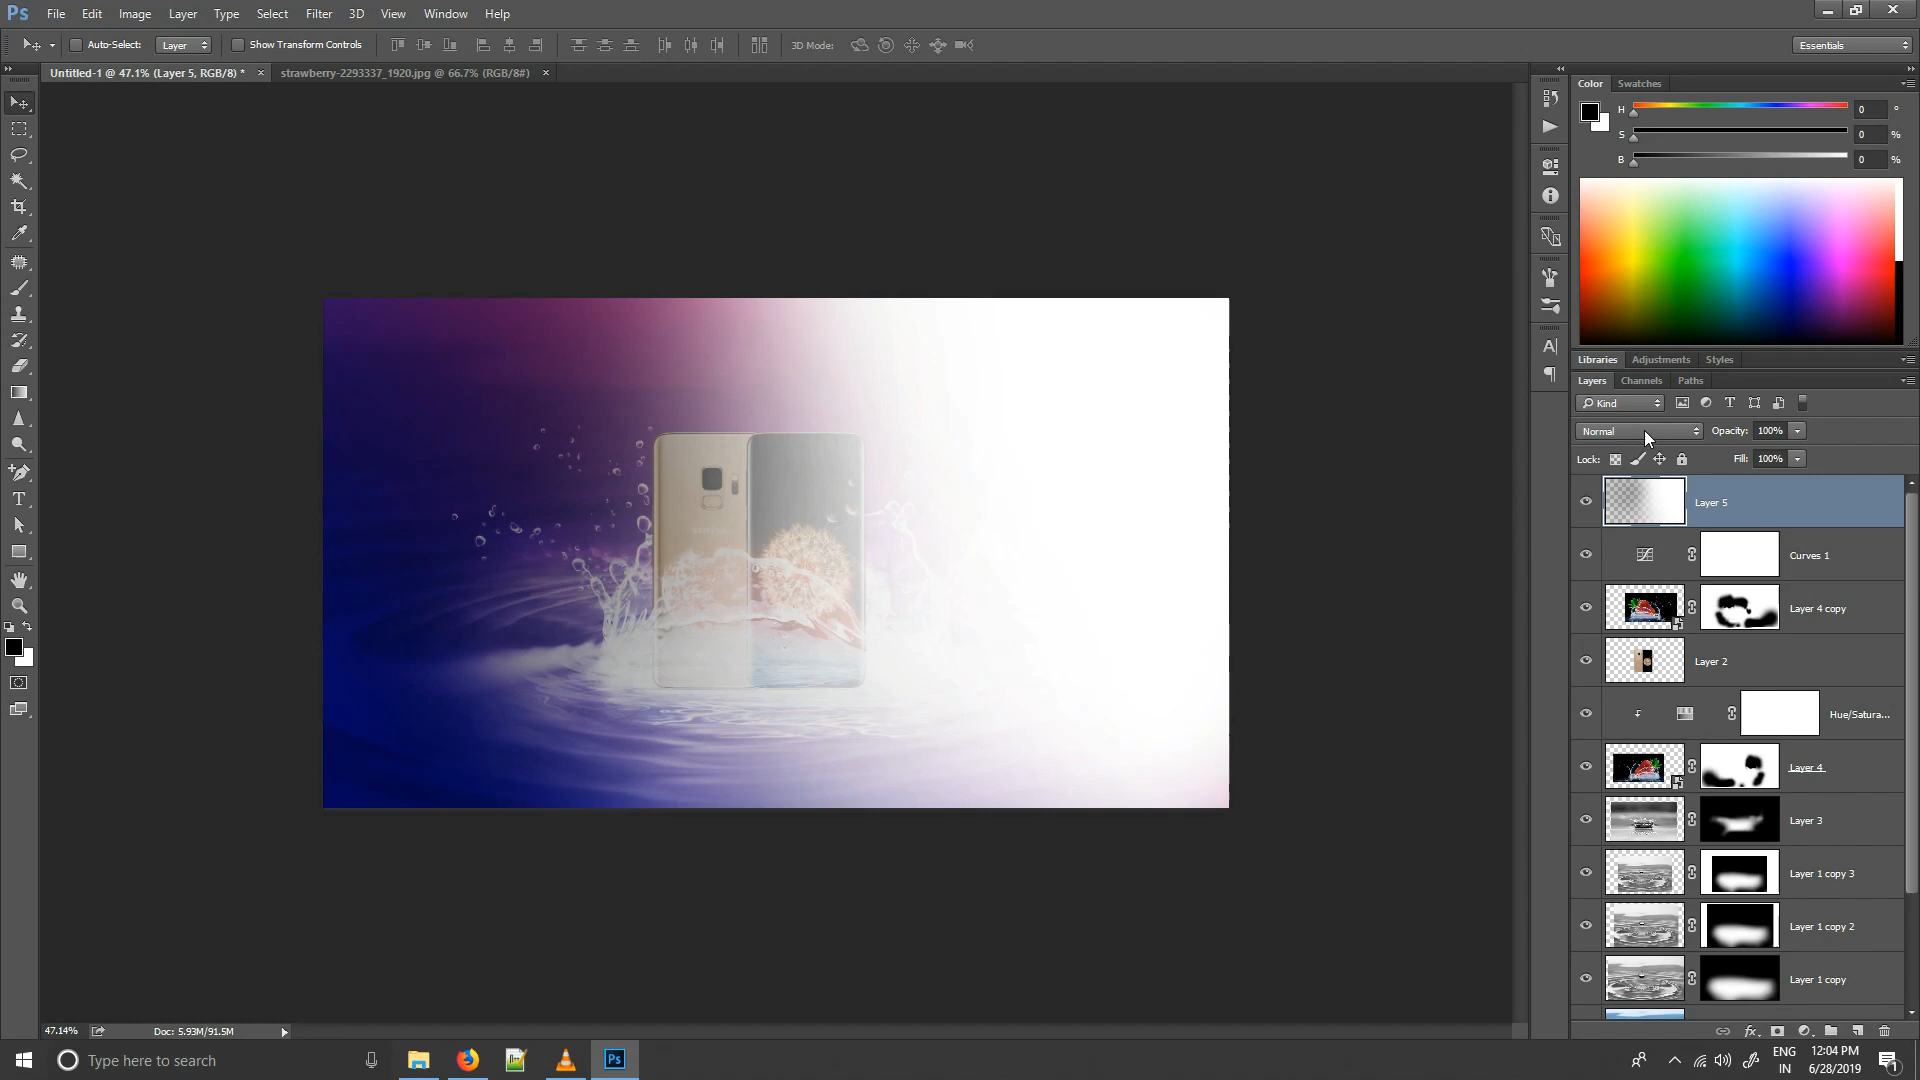 Ps File Edit Image Layer Type Select Filter 3D View Window Help
Auto-Select: Layer Show Transform Controls 3D Mode: Essentials
Untitled-1 @ 47.1% (Layer 5, RGB/8) * × strawberry-2293337_1920.jpg @ 66.7% (RGB/8#) ×
Color Swatches
H 0 °
S 0 %
B 0 %
Libraries Adjustments Styles
Layers Channels Paths
Kind
Normal Opacity: 100%
Lock: Fill: 100%
Layer 5
Curves 1
Layer 4 copy
Layer 2
Hue/Satura...
Layer 4
Layer 3
Layer 1 copy 3
Layer 1 copy 2
Layer 1 copy
47.14% Doc: 5.93M/91.5M
Type here to search
Ps
ENG
IN
12:04 PM
6/28/2019
1